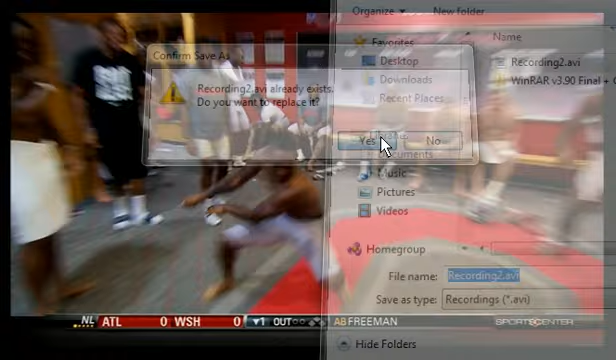 Organize
New folder
Confirm Save As
Recording2.avi already exists.
Do you want to replace it?
Yes
No
Favorites
Desktop
Downloads
Recent Places
Documents
Music
Pictures
Videos
Homegroup
Name
Recording2.avi
WinRAR v3.90 Final +
File name:
Recording2.avi
Save as type:
Recordings (*.avi)
Hide Folders
NL ATL 0 WSH 0 ▼1 OUT AB FREEMAN
SPORTSCENTER